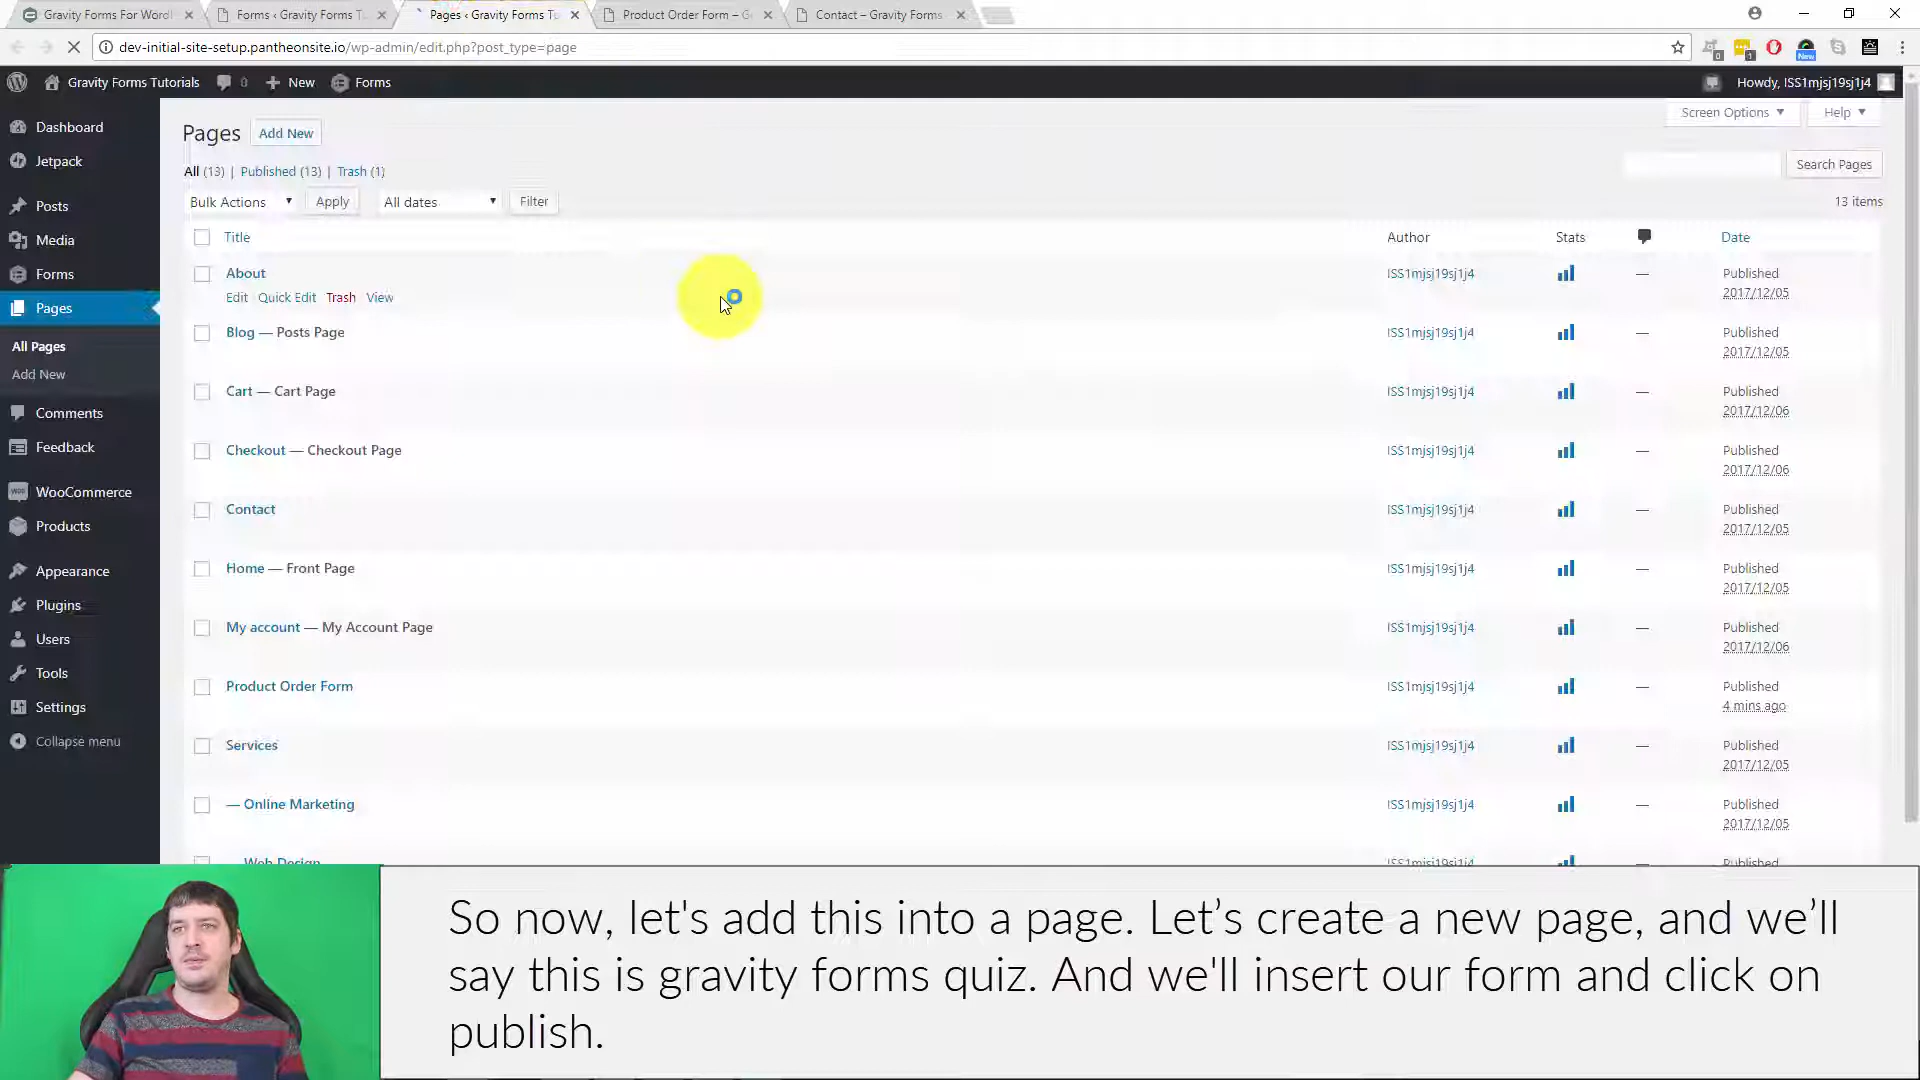 Gravity Forms For Word
Forms ‹ Gravity Forms Tu
Pages ‹ Gravity Forms Tu
Product Order Form – G
Contact – Gravity Forms
dev-initial-site-setup.pantheonsite.io/wp-admin/edit.php?post_type=page
0
1
New
Gravity Forms Tutorials
0
New
Forms
Howdy, ISS1mjsj19sj1j4
Dashboard
Jetpack
Posts
Media
Forms
Pages
All Pages
Add New
Comments
Feedback
WooCommerce
Products
Appearance
Plugins
Users
Tools
Settings
Collapse menu
Screen Options
Help
Pages
Add New
All (13) | Published (13) | Trash (1)
Search Pages
Bulk Actions
Apply
All dates
Filter
13 items
Title
Author
Stats
Date
About
ISS1mjsj19sj1j4
—
Published
2017/12/05
Edit
Quick Edit
Trash
View
Blog — Posts Page
ISS1mjsj19sj1j4
—
Published
2017/12/05
Cart — Cart Page
ISS1mjsj19sj1j4
—
Published
2017/12/06
Checkout — Checkout Page
ISS1mjsj19sj1j4
—
Published
2017/12/06
Contact
ISS1mjsj19sj1j4
—
Published
2017/12/05
Home — Front Page
ISS1mjsj19sj1j4
—
Published
2017/12/05
My account — My Account Page
ISS1mjsj19sj1j4
—
Published
2017/12/06
Product Order Form
ISS1mjsj19sj1j4
—
Published
4 mins ago
Services
ISS1mjsj19sj1j4
—
Published
2017/12/05
— Online Marketing
ISS1mjsj19sj1j4
—
Published
2017/12/05
Web Design
ISS1mjsj19sj1j4
Published
So now, let's add this into a page. Let’s create a new page, and we’ll
say this is gravity forms quiz. And we'll insert our form and click on
publish.